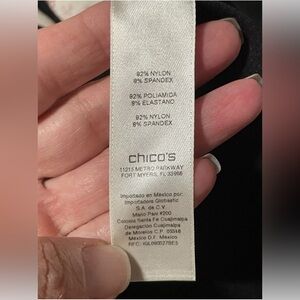 92% NYLON
8% SPANDEX
92% POLIAMIDA
8% ELASTANO
92% NYLON
8% SPANDEX
chico's
11215 METRO PARKWAY
FORT MYERS, FL 33966
Importado en México por:
Importadora
S.A. de C.V.
Mario Pani #200
Colonia Santa Fe Cuajimalpa
Delegación Cuajimalpa
de Morelos C.P. 05348
México D.F. México
RFC: